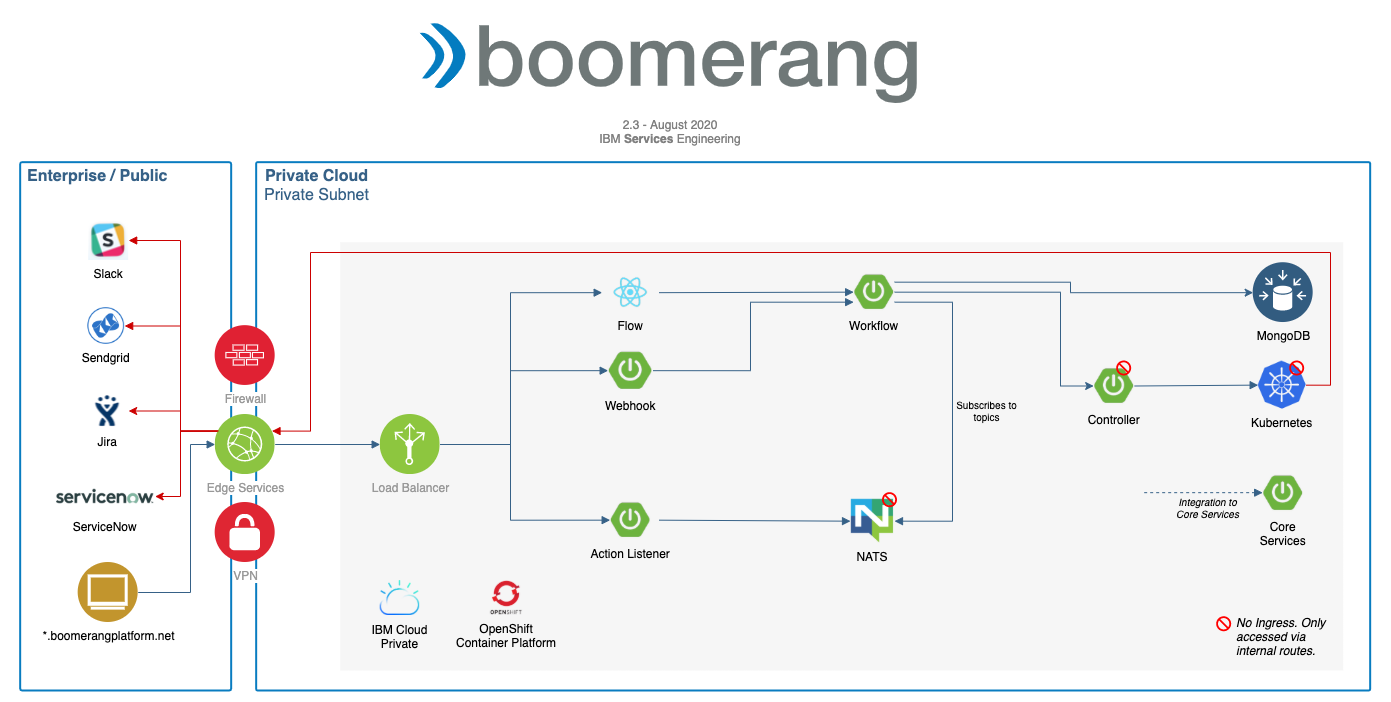 boomerang
2.3 - August 2020
IBM Services Engineering
Enterprise / Public
Private Cloud
Private Subnet
S
Slack
Sendgrid
Jira
servicenow
ServiceNow
*.boomerangplatform.net
Firewall
Edge Services
VPN
Load Balancer
Flow
Webhook
Action Listener
Workflow
Subscribes to
topics
N
NATS
Controller
MongoDB
Kubernetes
Integration to
Core Services
Core
Services
IBM Cloud
Private
OPENSHIFT
OpenShift
Container Platform
No Ingress. Only
accessed via
internal routes.